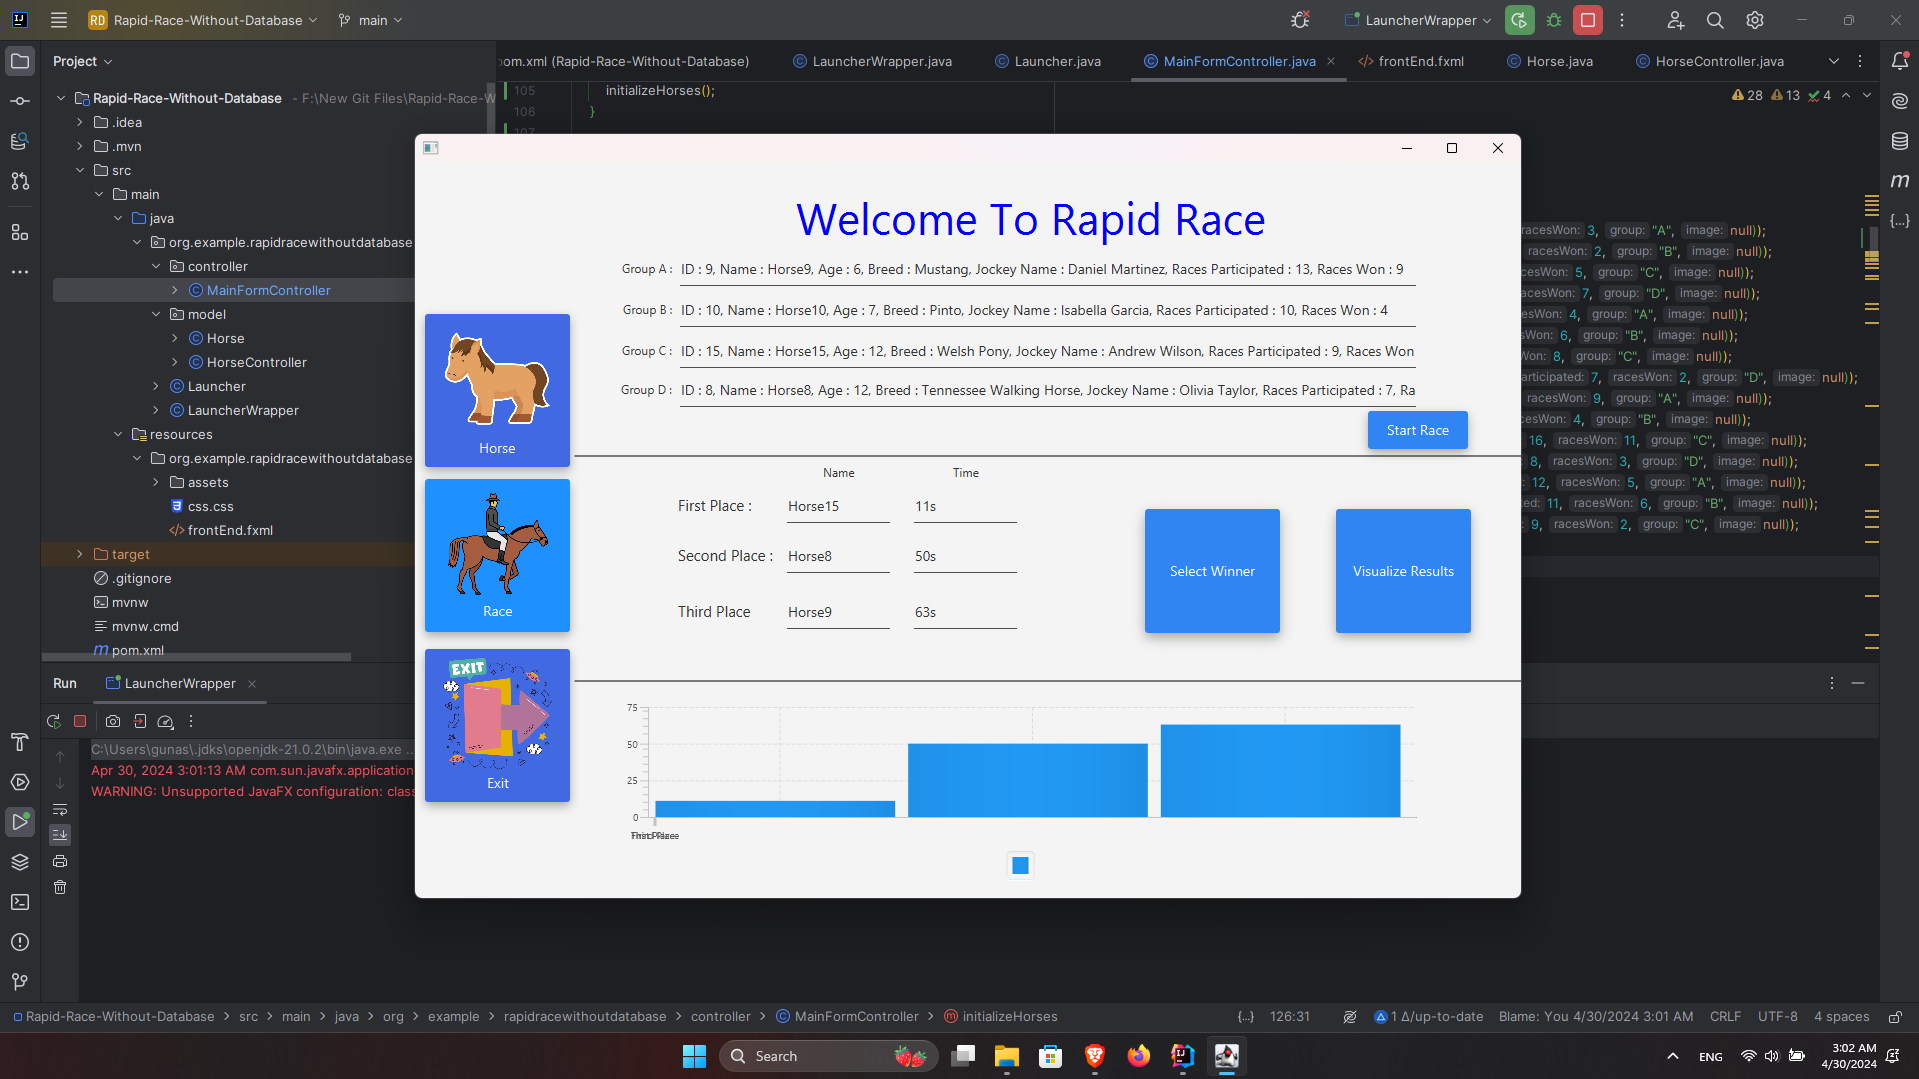 RD Rapid-Race-Without-Database main LauncherWrapper
Project
pom.xml (Rapid-Race-Without-Database) LauncherWrapper.java Launcher.java MainFormController.java frontEnd.fxml Horse.java HorseController.java
Rapid-Race-Without-Database - F:\New Git Files\Rapid-Race-W
.idea
.mvn
src
main
java
org.example.rapidracewithoutdatabase
controller
MainFormController
model
Horse
HorseController
Launcher
LauncherWrapper
resources
org.example.rapidracewithoutdatabase
assets
css.css
frontEnd.fxml
target
.gitignore
mvnw
mvnw.cmd
pom.xml
105 initializeHorses();
106 }
107
28 13 4
Welcome To Rapid Race
Group A : ID : 9, Name : Horse9, Age : 6, Breed : Mustang, Jockey Name : Daniel Martinez, Races Participated : 13, Races Won : 9
Group B : ID : 10, Name : Horse10, Age : 7, Breed : Pinto, Jockey Name : Isabella Garcia, Races Participated : 10, Races Won : 4
Group C : ID : 15, Name : Horse15, Age : 12, Breed : Welsh Pony, Jockey Name : Andrew Wilson, Races Participated : 9, Races Won
Group D : ID : 8, Name : Horse8, Age : 12, Breed : Tennessee Walking Horse, Jockey Name : Olivia Taylor, Races Participated : 7, Ra
Start Race
Horse
Race
EXIT
Exit
Name Time
First Place : Horse15 11s
Second Place : Horse8 50s
Third Place Horse9 63s
Select Winner
Visualize Results
75
50
25
0
racesWon: 3, group: "A", image: null));
racesWon: 2, group: "B", image: null));
cesWon: 5, group: "C", image: null));
acesWon: 7, group: "D", image: null));
sWon: 4, group: "A", image: null));
sWon: 6, group: "B", image: null));
Won: 8, group: "C", image: null));
articipated: 7, racesWon: 2, group: "D", image: null));
racesWon: 9, group: "A", image: null));
acesWon: 4, group: "B", image: null));
16, racesWon: 11, group: "C", image: null));
8, racesWon: 3, group: "D", image: null));
12, racesWon: 5, group: "A", image: null));
ted: 11, racesWon: 6, group: "B", image: null));
9, racesWon: 2, group: "C", image: null));
Run LauncherWrapper
C:\Users\gunas\.jdks\openjdk-21.0.2\bin\java.exe ...
Apr 30, 2024 3:01:13 AM com.sun.javafx.application
WARNING: Unsupported JavaFX configuration: clas
Rapid-Race-Without-Database > src > main > java > org > example > rapidracewithoutdatabase > controller > MainFormController > initializeHorses
126:31 1 Δ/up-to-date Blame: You 4/30/2024 3:01 AM CRLF UTF-8 4 spaces
Search
ENG
3:02 AM
4/30/2024